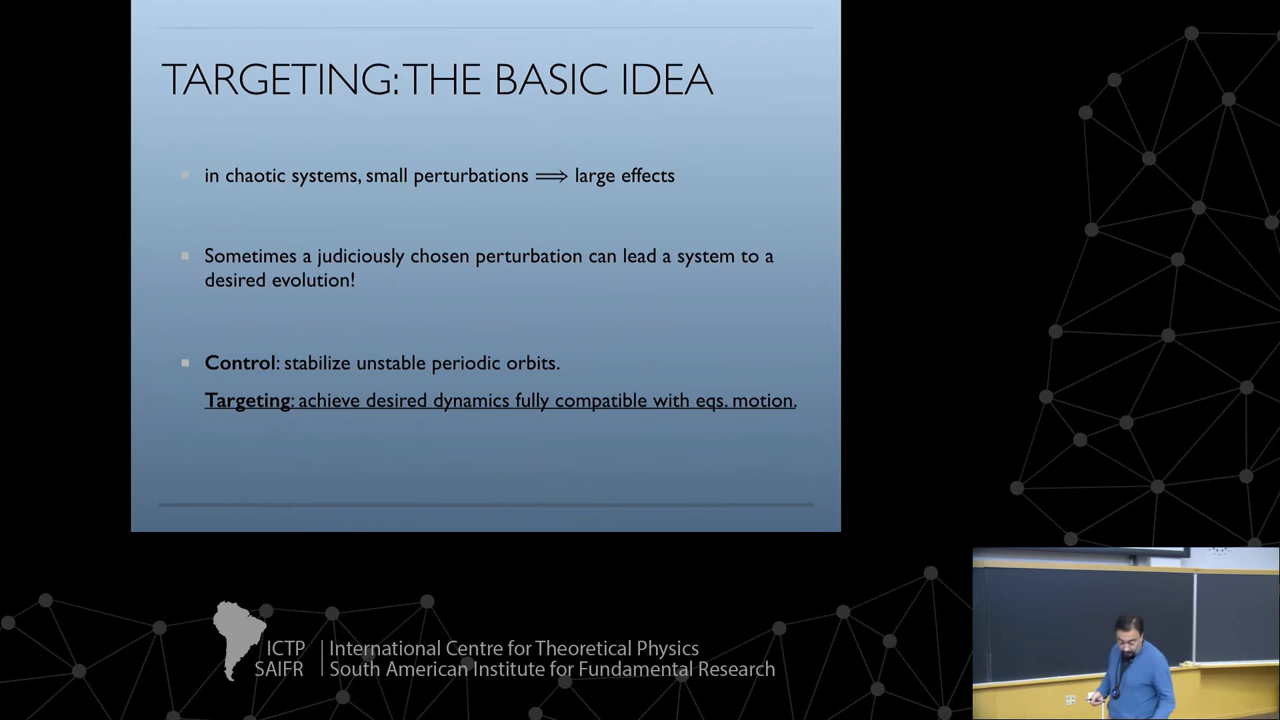 TARGETING: THE BASIC IDEA
in chaotic systems, small perturbations ⟹ large effects
Sometimes a judiciously chosen perturbation can lead a system to a
desired evolution!
Control: stabilize unstable periodic orbits.
Targeting: achieve desired dynamics fully compatible with eqs. motion.
ICTP
SAIFR
International Centre for Theoretical Physics
South American Institute for Fundamental Research